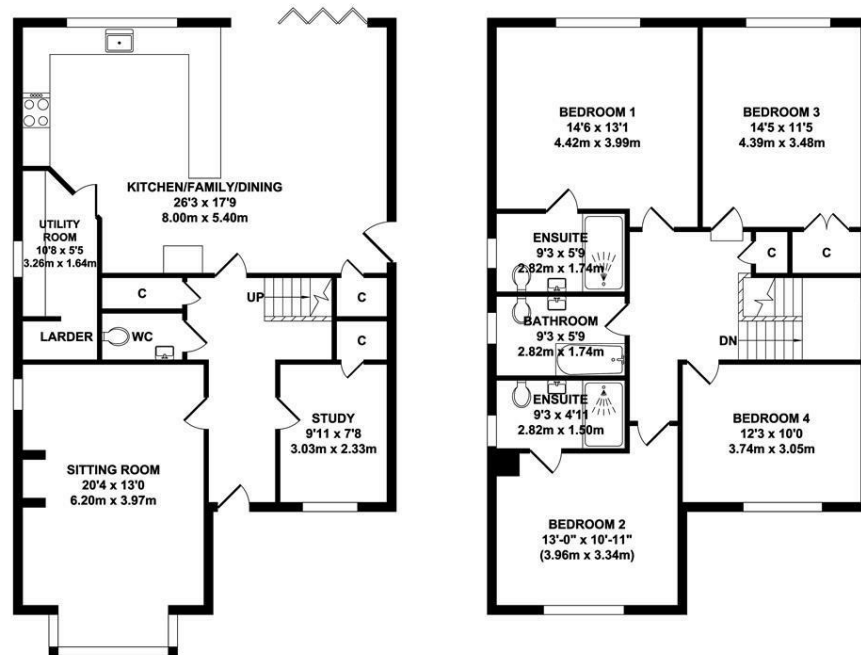 KITCHEN/FAMILY/DINING
26'3 x 17'9
8.00m x 5.40m
UTILITY
ROOM
10'8 x 5'5
3.26m x 1.64m
C
UP
C
LARDER
WC
C
STUDY
9'11 x 7'8
3.03m x 2.33m
SITTING ROOM
20'4 x 13'0
6.20m x 3.97m
BEDROOM 1
14'6 x 13'1
4.42m x 3.99m
BEDROOM 3
14'5 x 11'5
4.39m x 3.48m
ENSUITE
9'3 x 5'9
2.82m x 1.74m
C
C
BATHROOM
9'3 x 5'9
2.82m x 1.74m
DN
ENSUITE
9'3 x 4'11
2.82m x 1.50m
BEDROOM 4
12'3 x 10'0
3.74m x 3.05m
BEDROOM 2
13'-0" x 10'-11"
(3.96m x 3.34m)